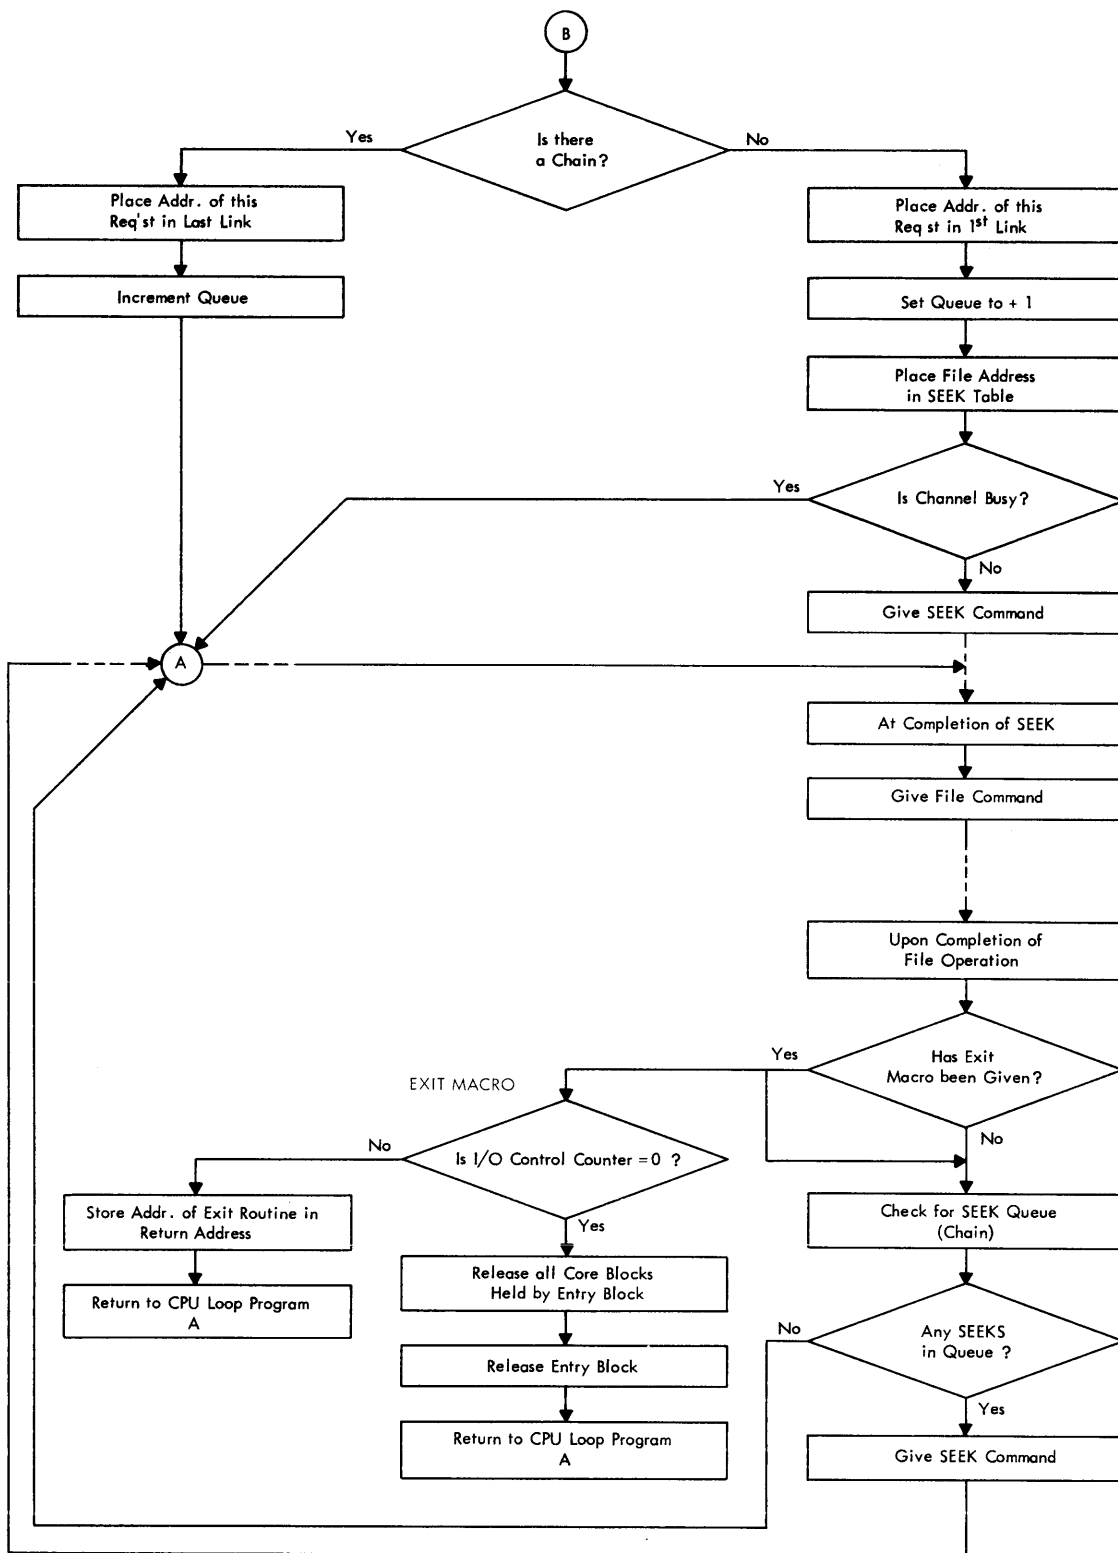 B
Is there
a Chain?
Yes
No
Place Addr. of this
Req'st in Last Link
Place Addr. of this
Req st in 1st Link
Increment Queue
Set Queue to + 1
Place File Address
in SEEK Table
Is Channel Busy?
Yes
No
Give SEEK Command
A
At Completion of SEEK
Give File Command
Upon Completion of
File Operation
Has Exit
Macro been Given?
Yes
No
EXIT MACRO
Is I/O Control Counter = 0 ?
No
Yes
Store Addr. of Exit Routine in
Return Address
Check for SEEK Queue
(Chain)
Release all Core Blocks
Held by Entry Block
Return to CPU Loop Program
A
Any SEEKS
in Queue ?
No
Yes
Release Entry Block
Return to CPU Loop Program
A
Give SEEK Command